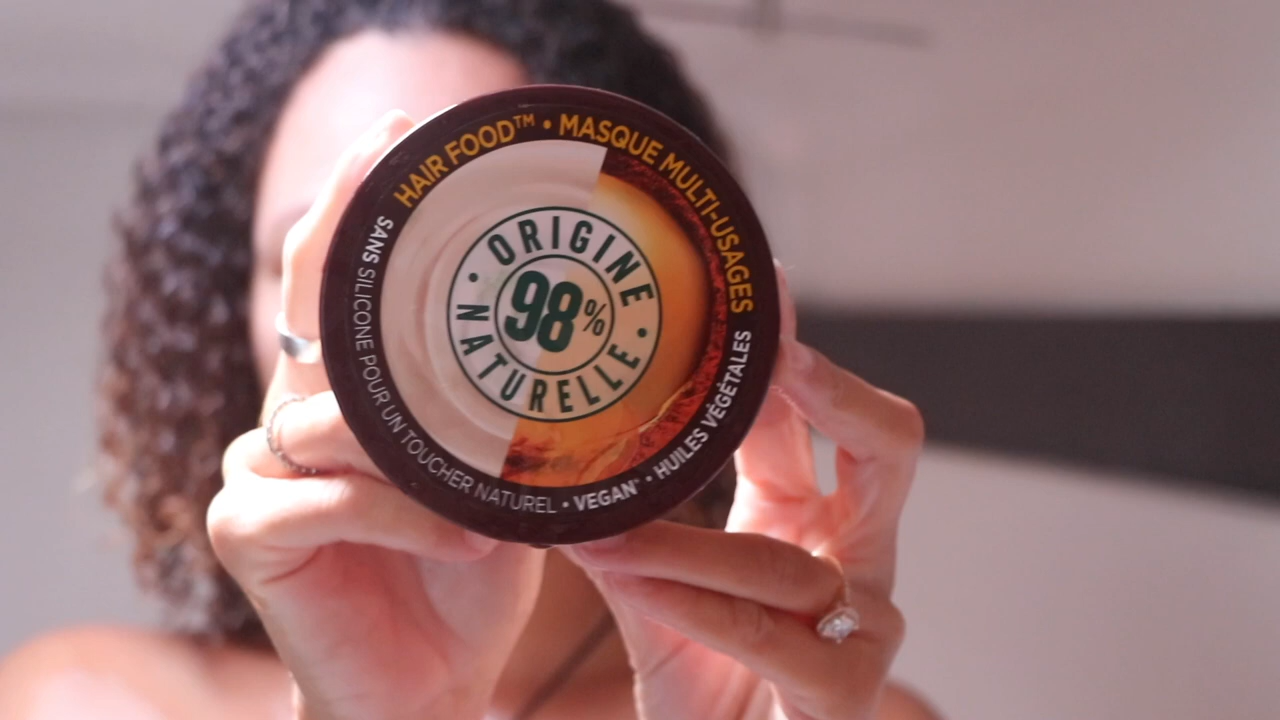 HAIR FOOD™ • MASQUE MULTI-USAGES
SANS SILICONE POUR UN TOUCHER NATUREL • VEGAN* • HUILES VÉGÉTALES
• ORIGINE •
NATURELLE
98%